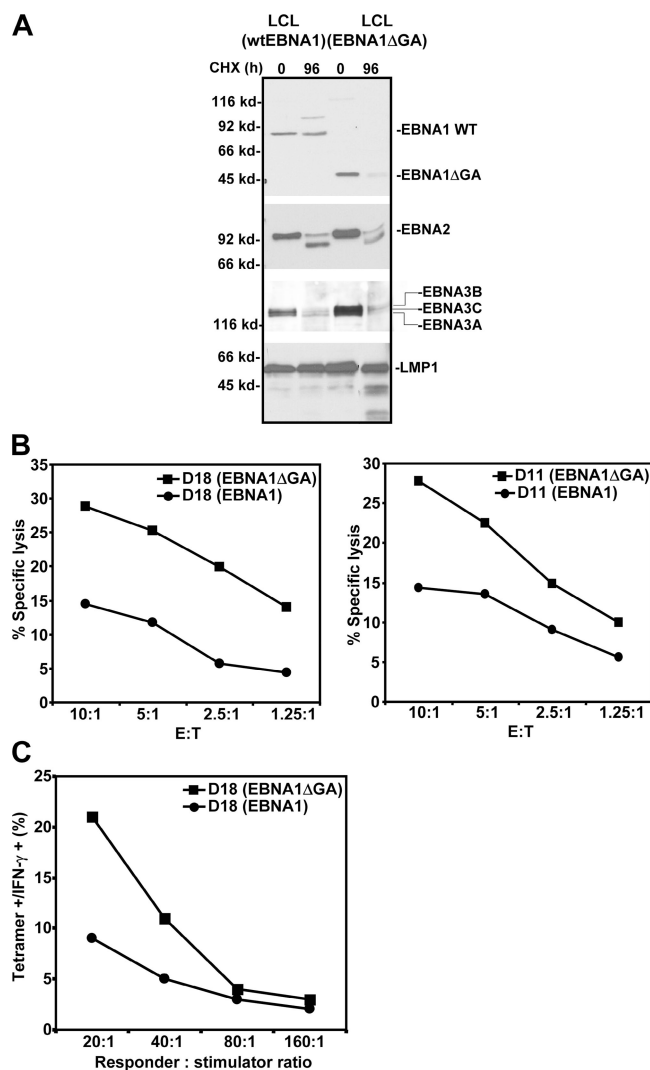 A
LCL LCL
(wtEBNA1)(EBNA1ΔGA)
CHX (h) 0 96 0 96
116 kd-
92 kd-
-EBNA1 WT
66 kd-
45 kd-
-EBNA1ΔGA
92 kd-
-EBNA2
66 kd-
-EBNA3B
-EBNA3C
116 kd-
-EBNA3A
66 kd-
-LMP1
45 kd-
B
35
30
25
20
15
10
5
0
% Specific lysis
D18 (EBNA1ΔGA)
D18 (EBNA1)
10:1 5:1 2.5:1 1.25:1
E:T
30
25
20
15
10
5
0
% Specific lysis
D11 (EBNA1ΔGA)
D11 (EBNA1)
10:1 5:1 2.5:1 1.25:1
E:T
C
25
20
15
10
5
0
Tetramer +/IFN-γ + (%)
D18 (EBNA1ΔGA)
D18 (EBNA1)
20:1 40:1 80:1 160:1
Responder : stimulator ratio